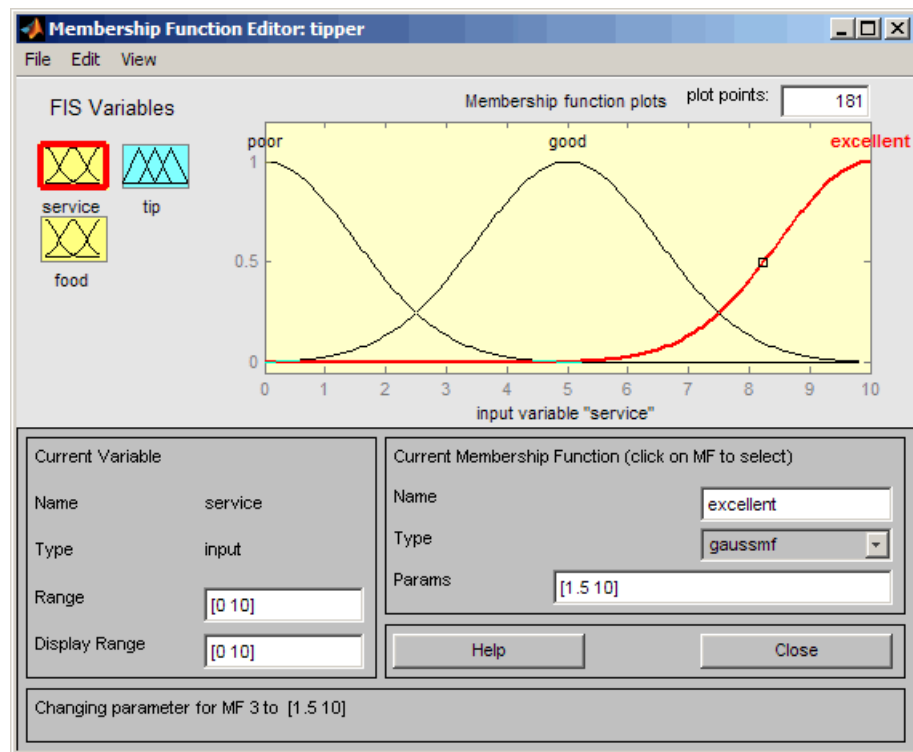 Membership Function Editor: tipper
File Edit View
FIS Variables
Membership function plots plot points: 181
service tip
food
poor good excellent
1
0.5
0
0 1 2 3 4 5 6 7 8 9 10
input variable "service"
Current Variable
Name service
Type input
Range [0 10]
Display Range [0 10]
Current Membership Function (click on MF to select)
Name excellent
Type gaussmf
Params [1.5 10]
Help Close
Changing parameter for MF 3 to [1.5 10]